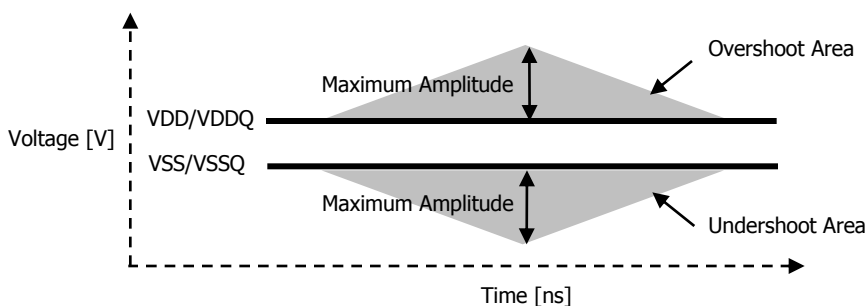 Overshoot Area
Maximum Amplitude
VDD/VDDQ
Voltage [V]
VSS/VSSQ
Maximum Amplitude
Undershoot Area
Time [ns]